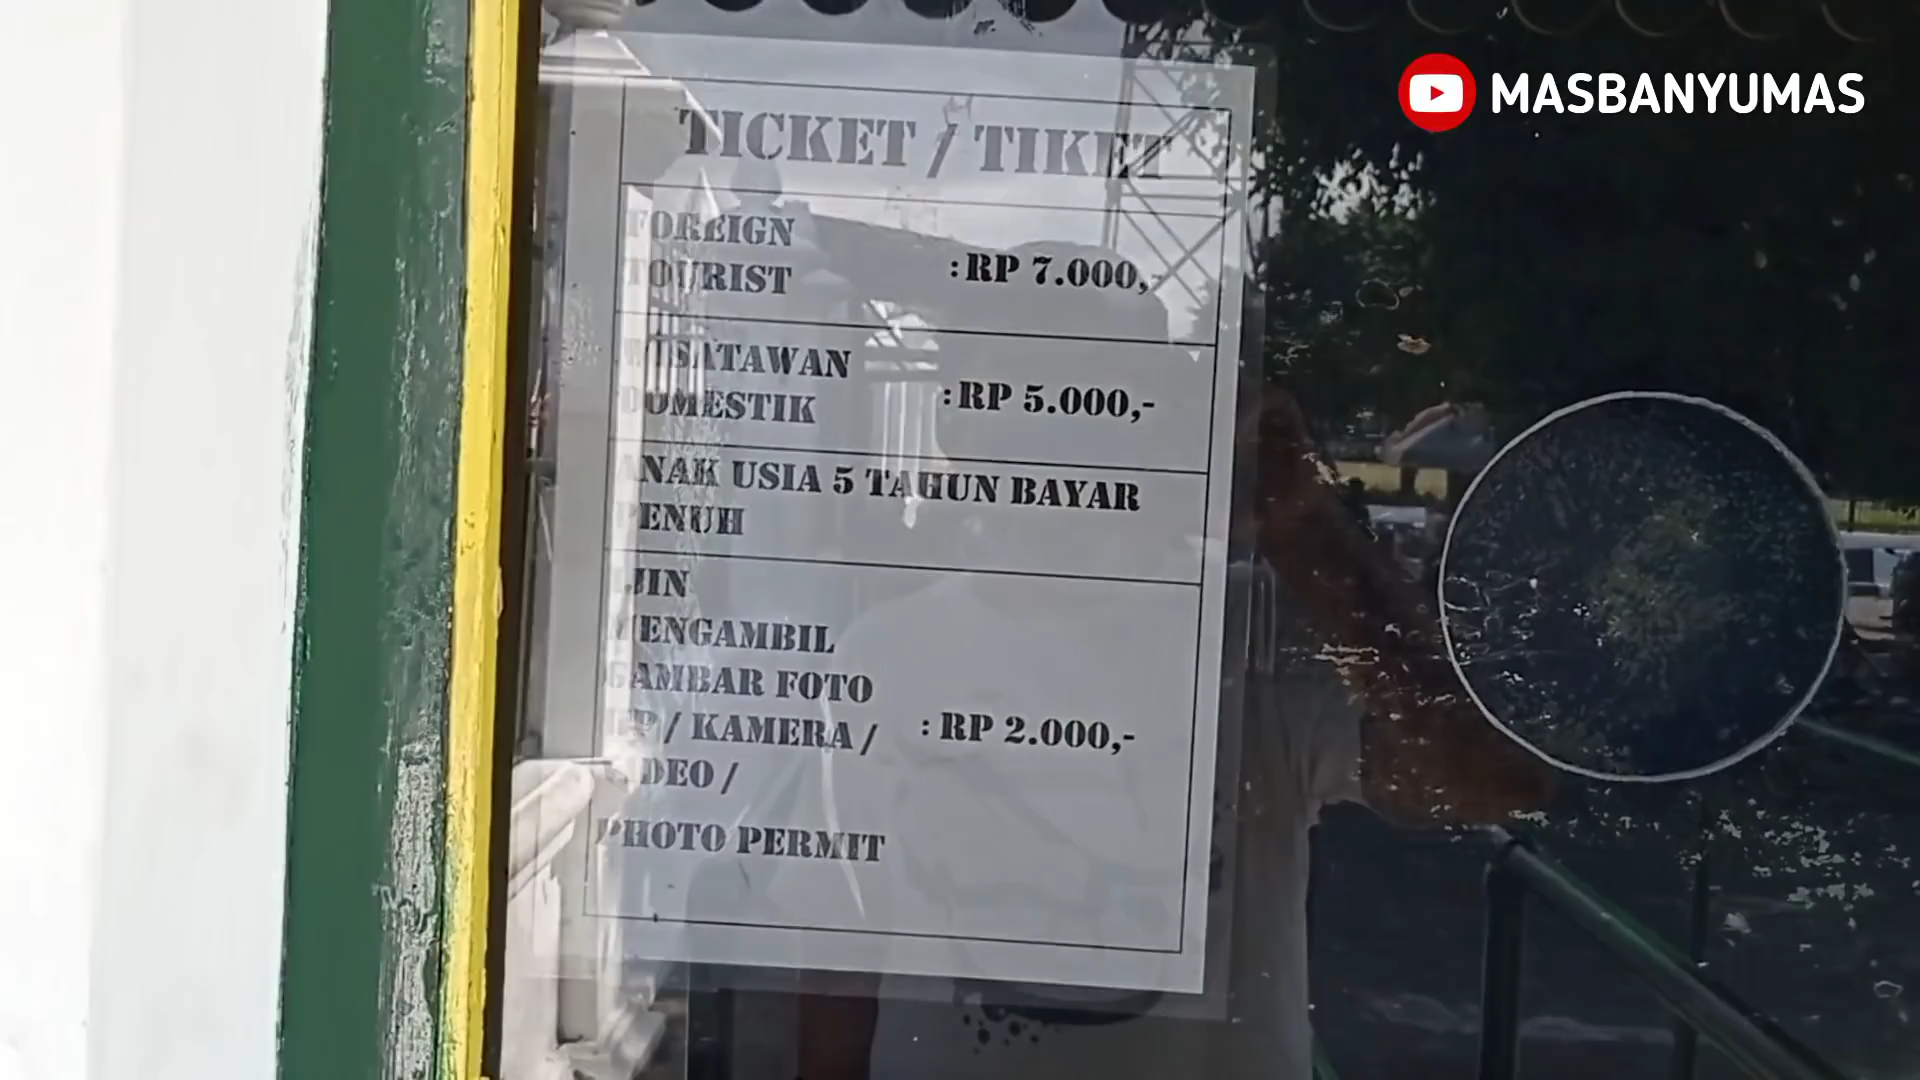 MASBANYUMAS
TICKET / TIKET
FOREIGN
TOURIST : RP 7.000,-
WISATAWAN
DOMESTIK : RP 5.000,-
ANAK USIA 5 TAHUN BAYAR
PENUH
IJIN
MENGAMBIL
GAMBAR FOTO
HP / KAMERA / : RP 2.000,-
VIDEO /
PHOTO PERMIT